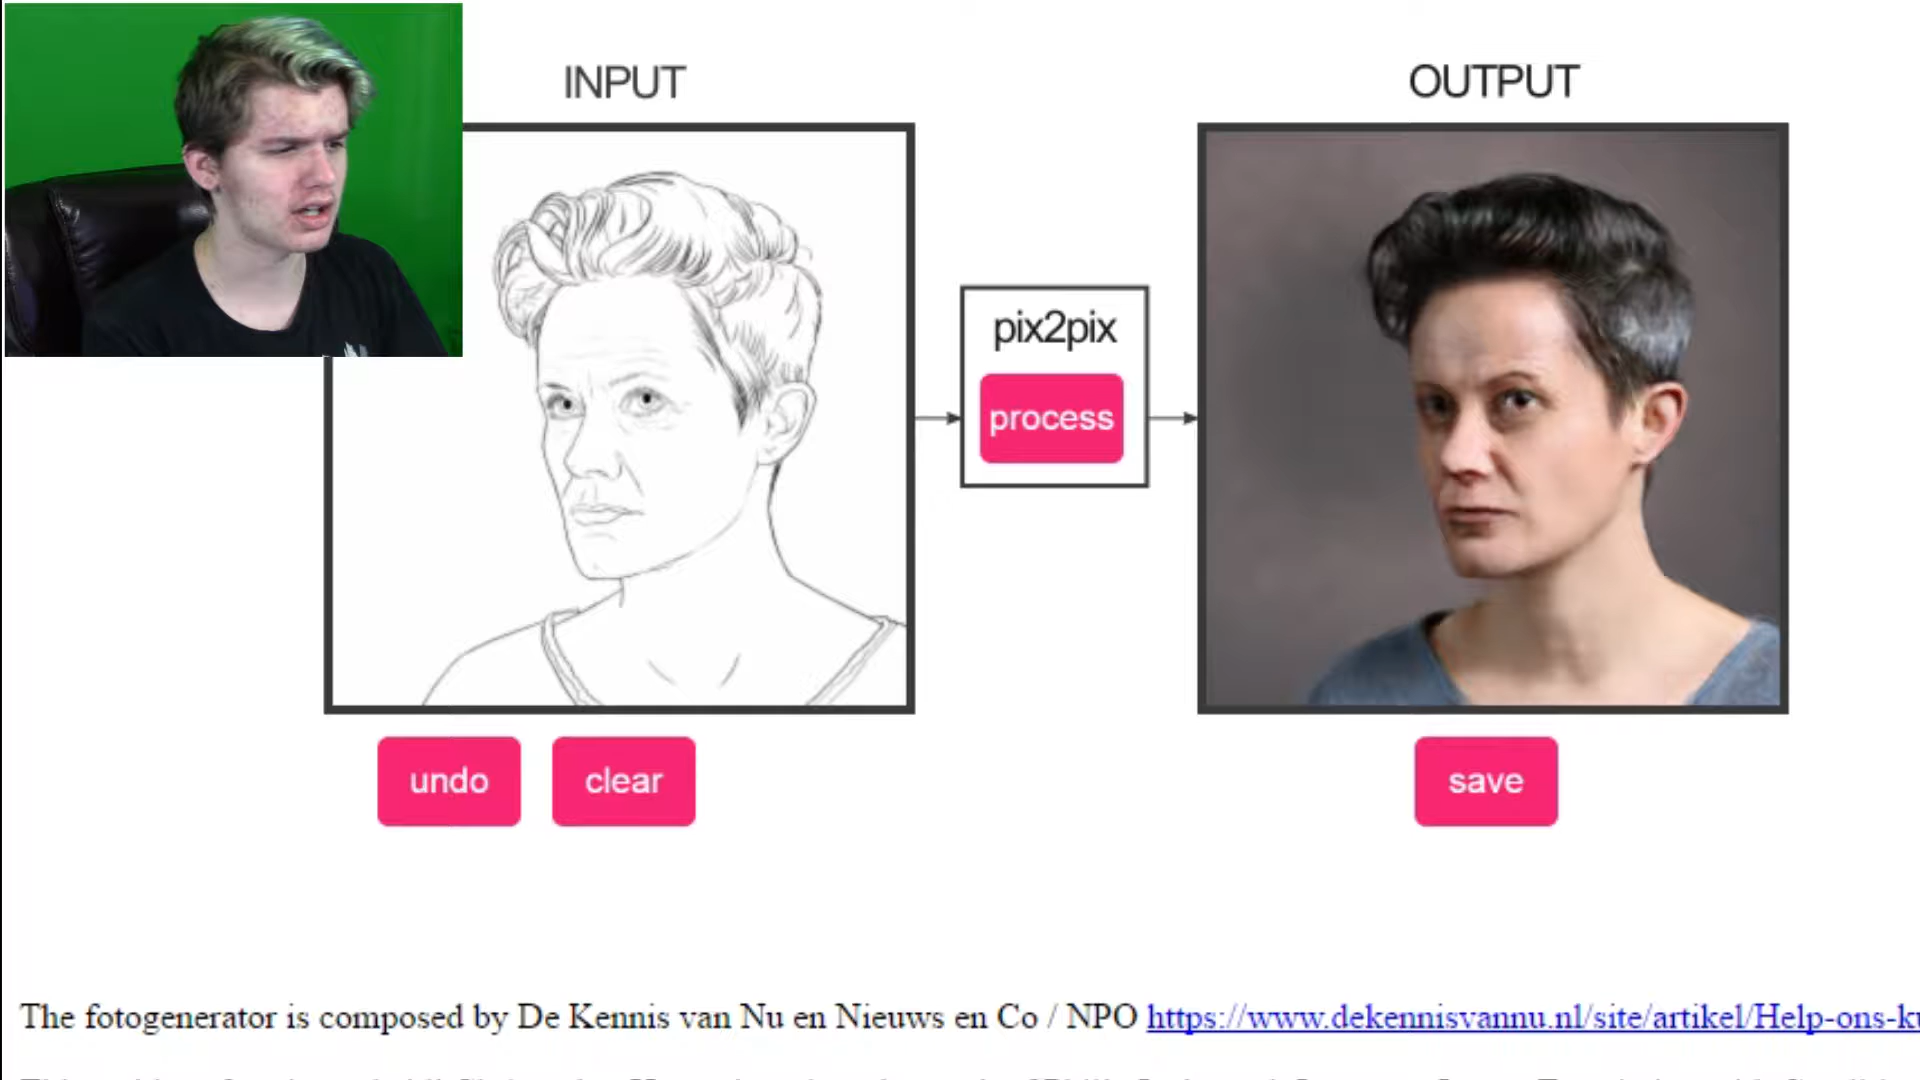 INPUT
OUTPUT
pix2pix
process
undo
clear
save
The fotogenerator is composed by De Kennis van Nu en Nieuws en Co / NPO https://www.dekennisvannu.nl/site/artikel/Help-ons-ku